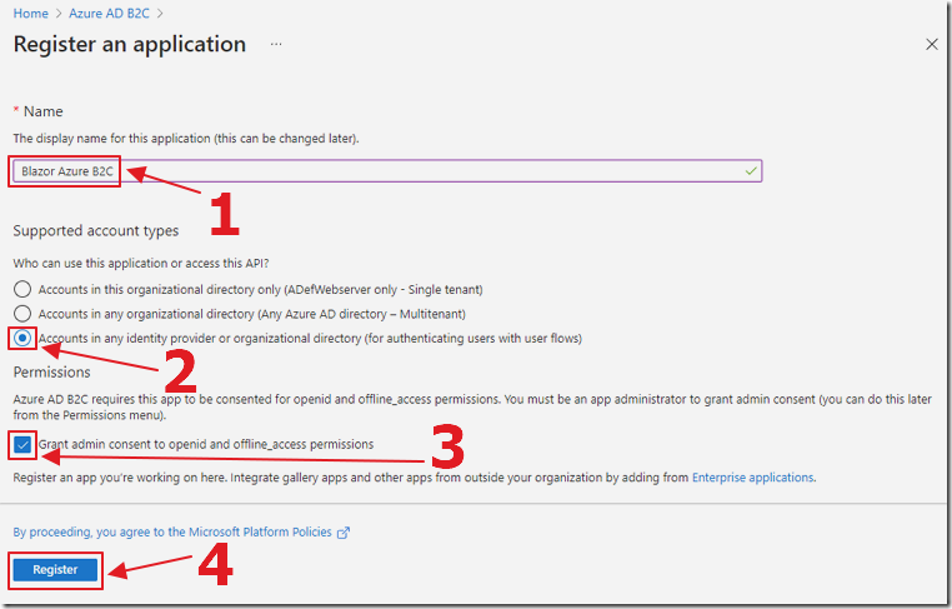 Home > Azure AD B2C >
Register an application ...
* Name
The display name for this application (this can be changed later).
Blazor Azure B2C
1
Supported account types
Who can use this application or access this API?
Accounts in this organizational directory only (ADefWebserver only - Single tenant)
Accounts in any organizational directory (Any Azure AD directory – Multitenant)
Accounts in any identity provider or organizational directory (for authenticating users with user flows)
2
Permissions
Azure AD B2C requires this app to be consented for openid and offline_access permissions. You must be an app administrator to grant admin consent (you can do this later
from the Permissions menu).
Grant admin consent to openid and offline_access permissions
3
Register an app you're working on here. Integrate gallery apps and other apps from outside your organization by adding from Enterprise applications.
By proceeding, you agree to the Microsoft Platform Policies
Register
4